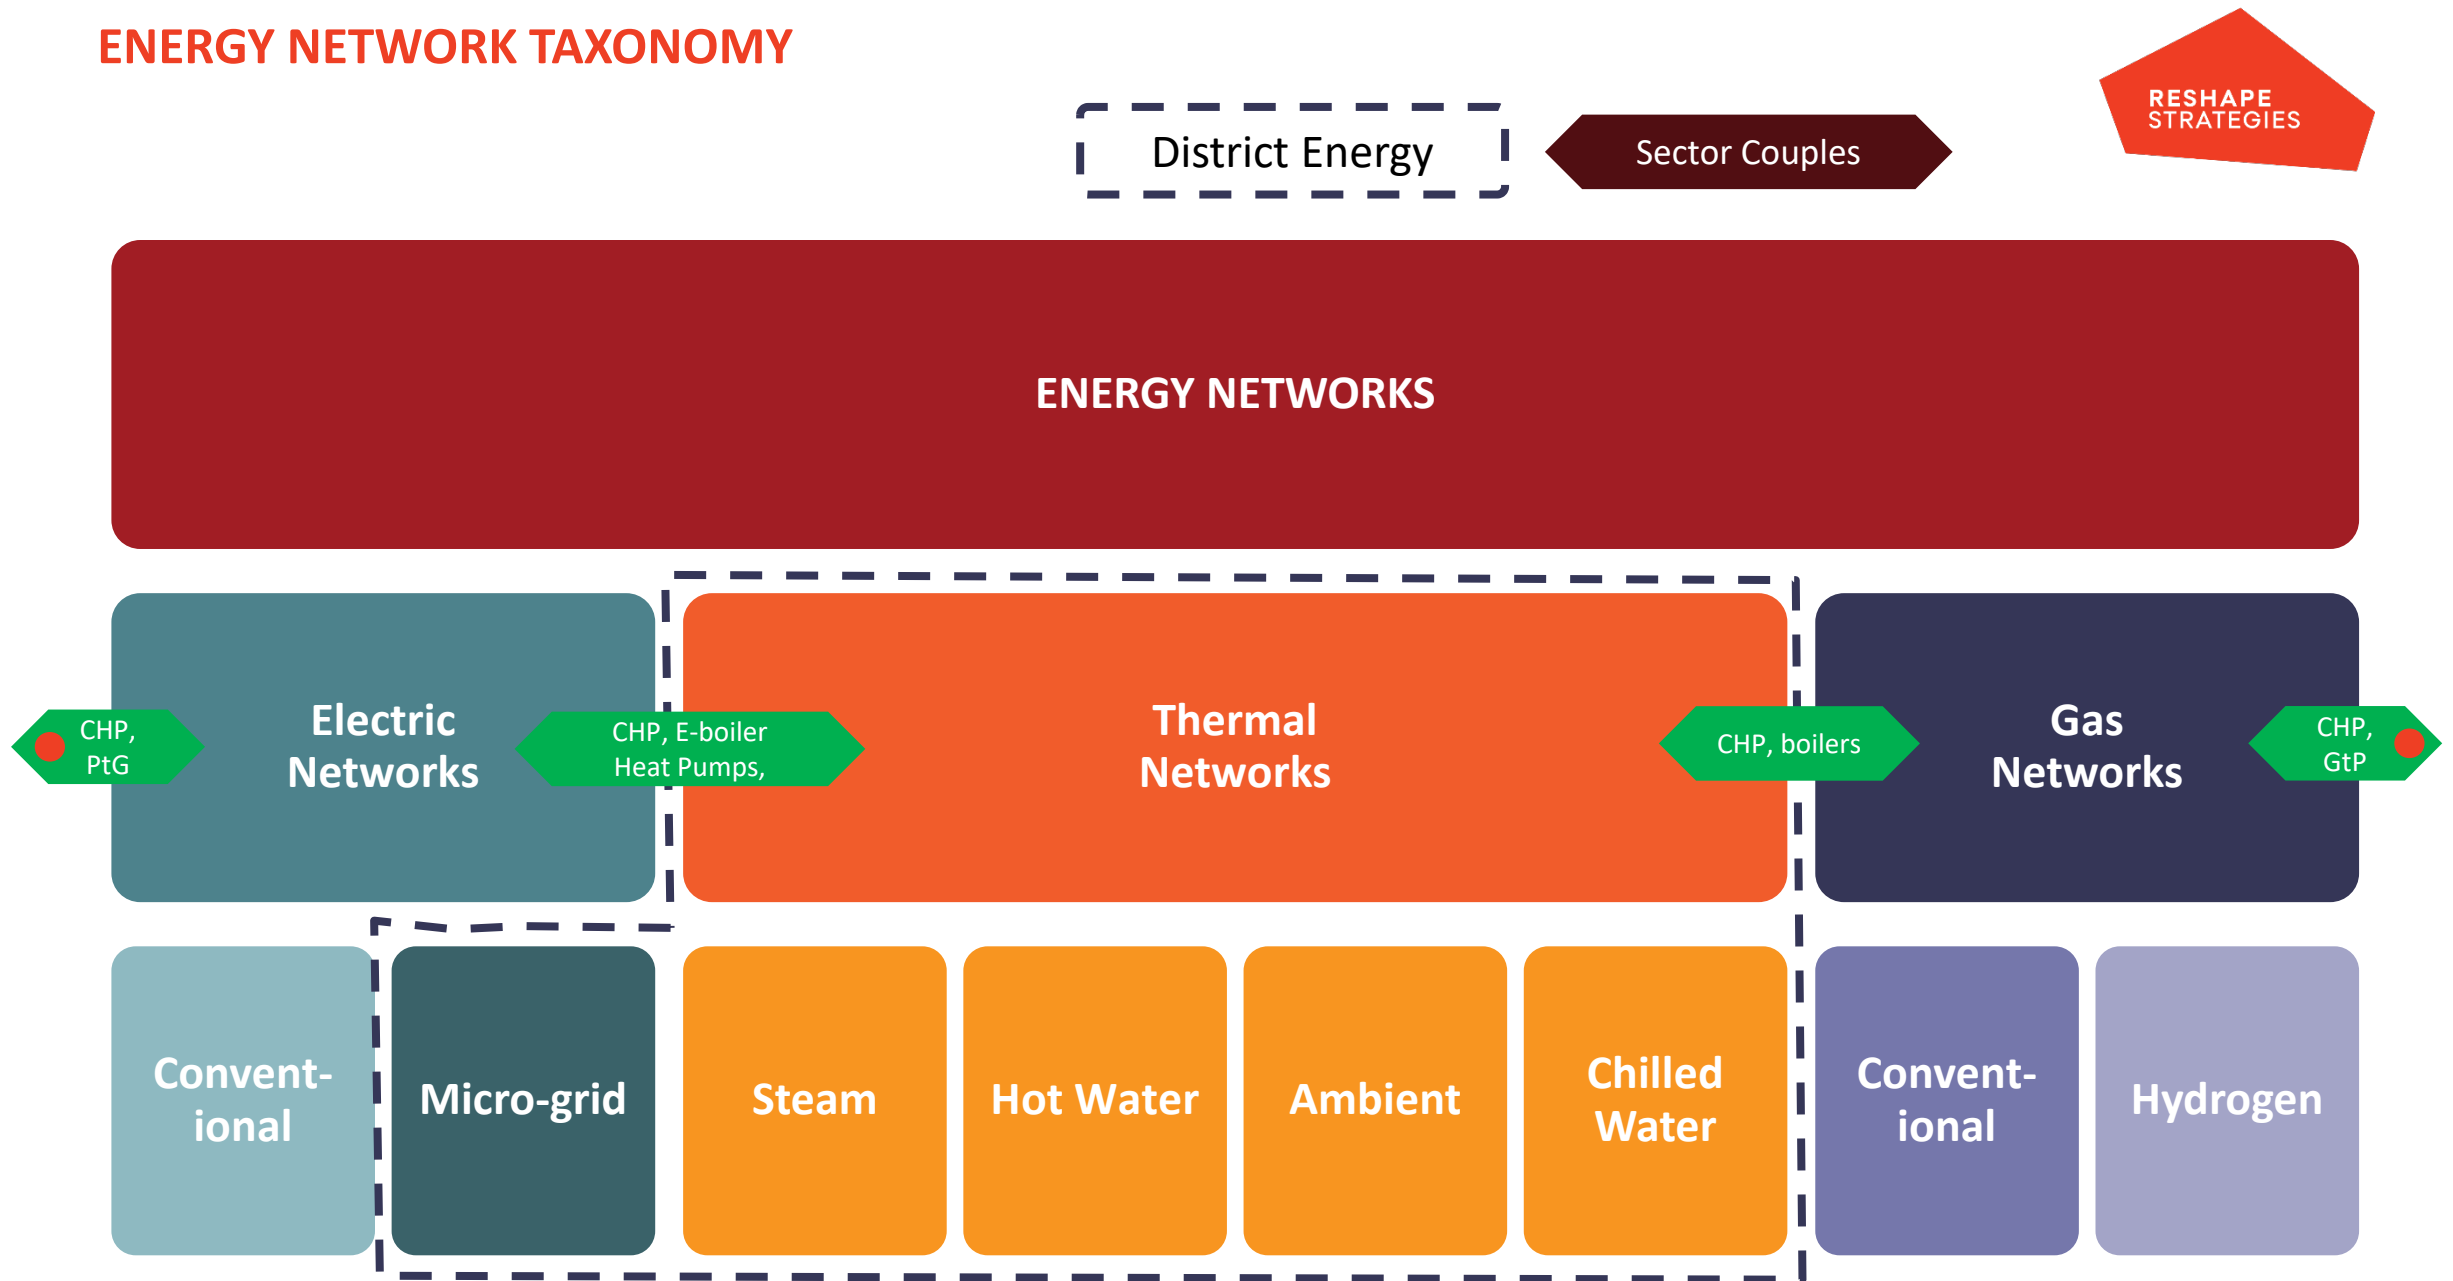 ENERGY NETWORK TAXONOMY
RESHAPE
STRATEGIES
District Energy
Sector Couples
ENERGY NETWORKS
CHP,
PtG
Electric
Networks
CHP, E-boiler
Heat Pumps,
Thermal
Networks
CHP, boilers
Gas
Networks
CHP,
GtP
Convent-
ional
Micro-grid
Steam
Hot Water
Ambient
Chilled
Water
Convent-
ional
Hydrogen